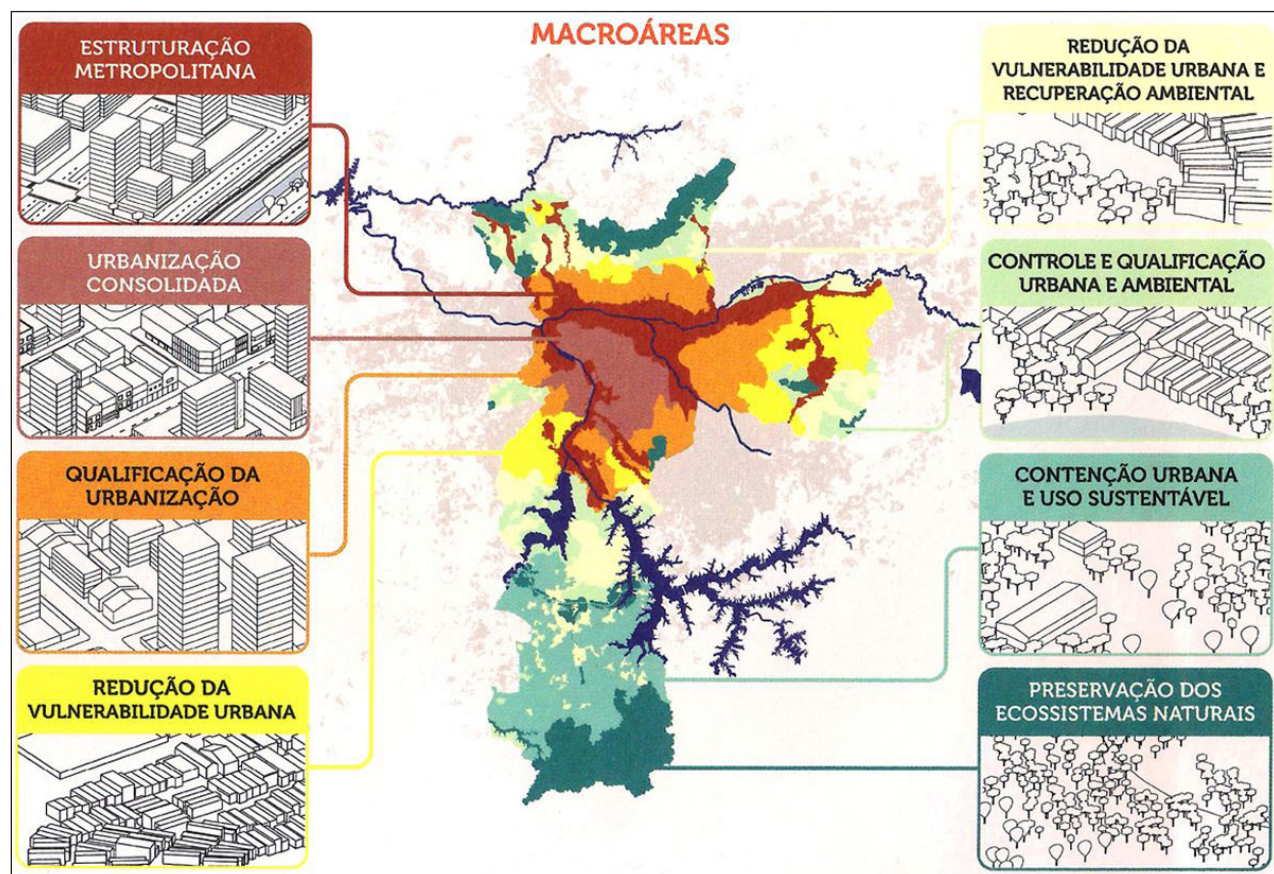 MACROÁREAS
ESTRUTURAÇÃO
METROPOLITANA
URBANIZAÇÃO
CONSOLIDADA
QUALIFICAÇÃO DA
URBANIZAÇÃO
REDUÇÃO DA
VULNERABILIDADE URBANA
REDUÇÃO DA
VULNERABILIDADE URBANA E
RECUPERAÇÃO AMBIENTAL
CONTROLE E QUALIFICAÇÃO
URBANA E AMBIENTAL
CONTENÇÃO URBANA
E USO SUSTENTÁVEL
PRESERVAÇÃO DOS
ECOSSISTEMAS NATURAIS